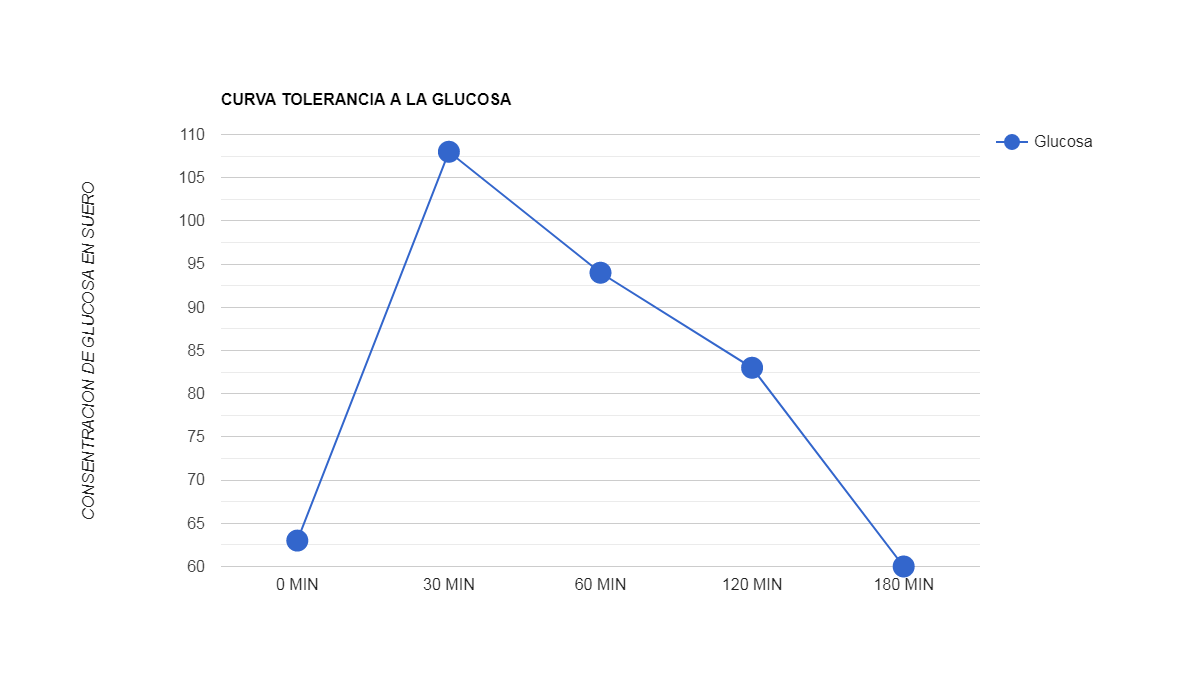 CURVA TOLERANCIA A LA GLUCOSA
CONSENTRACION DE GLUCOSA EN SUERO
110
105
100
95
90
85
80
75
70
65
60
0 MIN
30 MIN
60 MIN
120 MIN
180 MIN
Glucosa